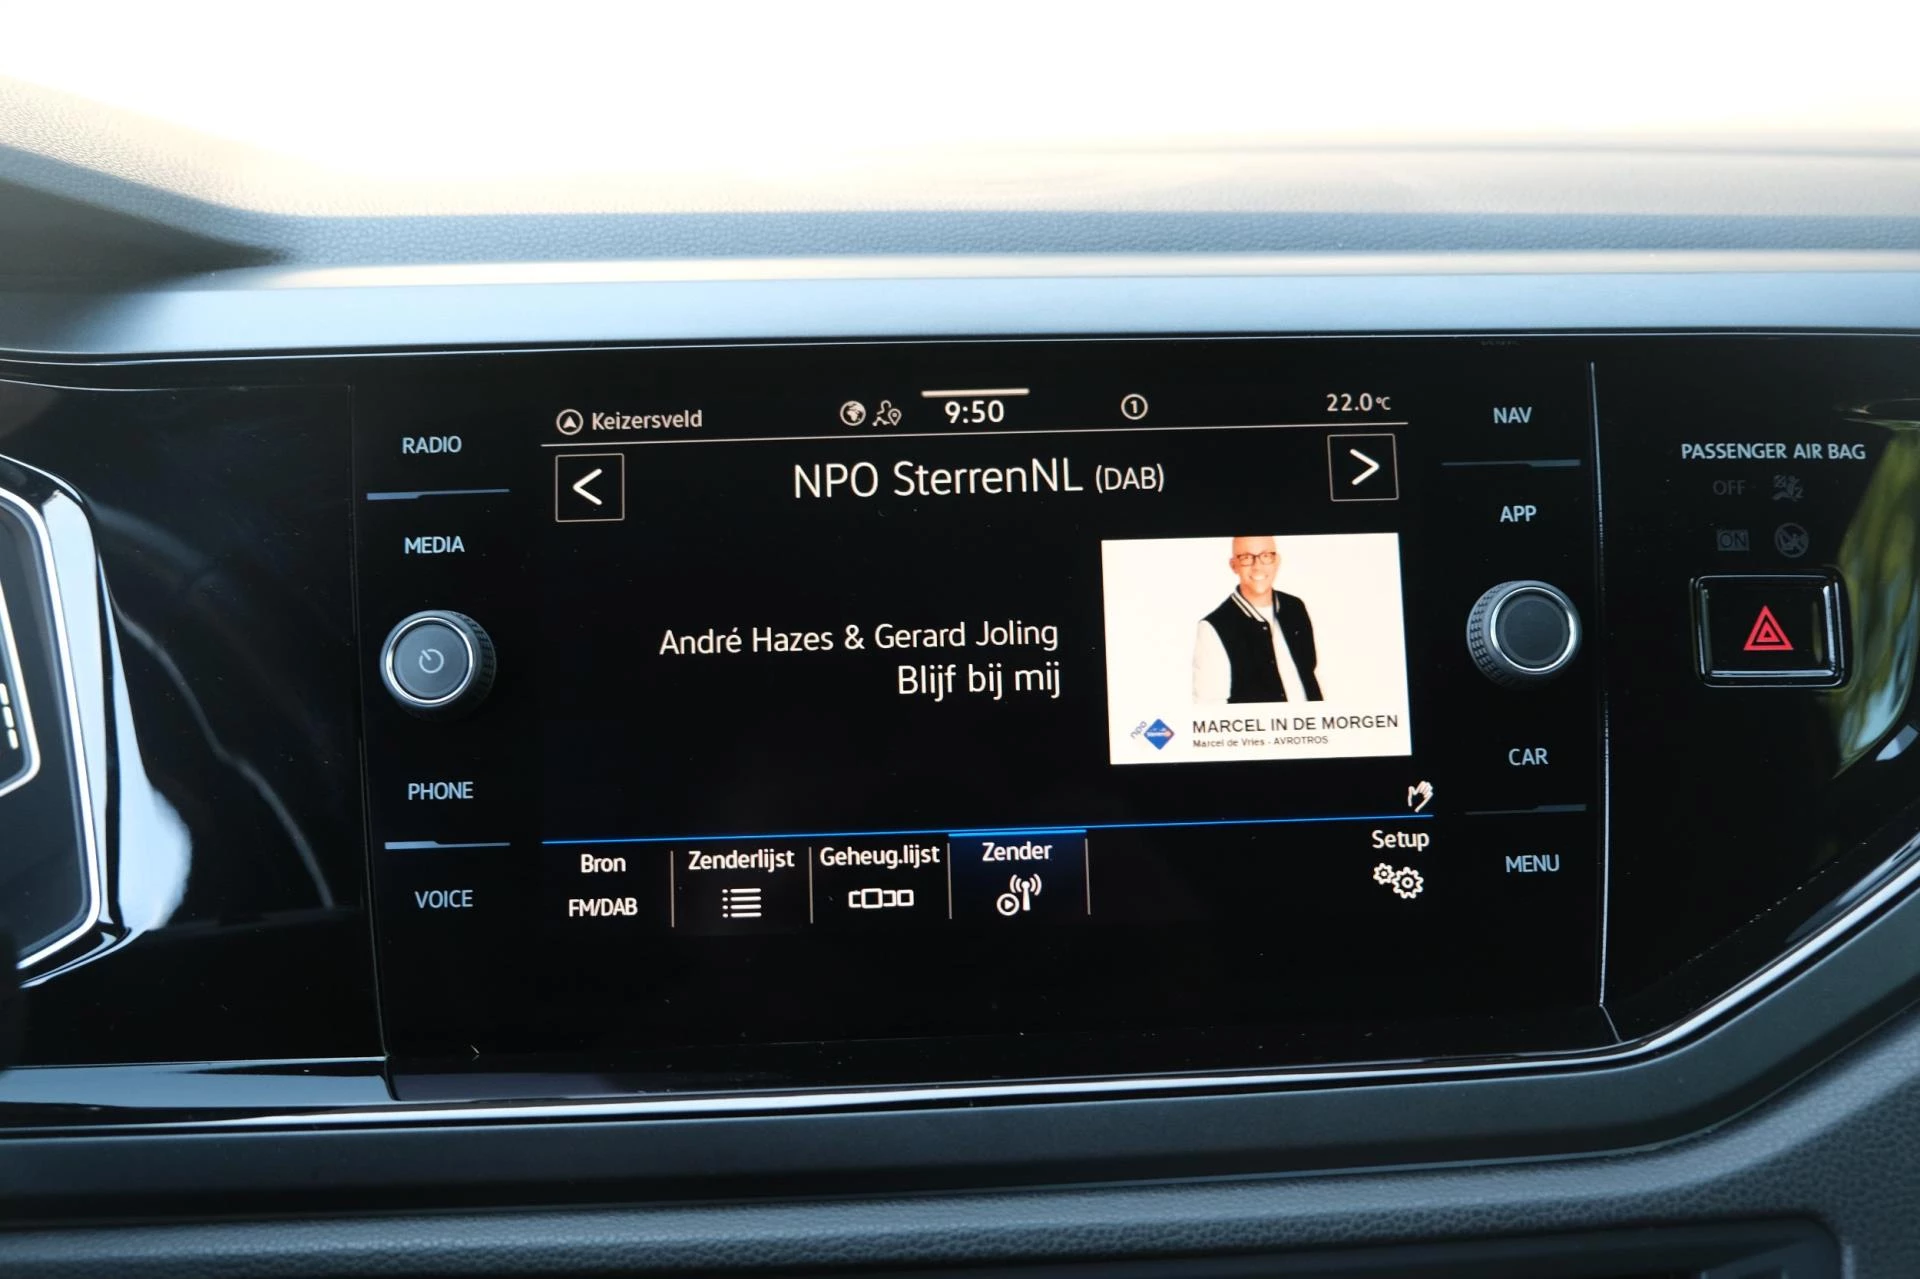 Keizersveld
9:50
1
22.0°C
NPO SterrenNL (DAB)
André Hazes & Gerard Joling
Blijf bij mij
npo
MARCEL IN DE MORGEN
Marcel de Vries - AVROTROS
Bron
FM/DAB
Zenderlijst
Geheug.lijst
Zender
Setup
RADIO
MEDIA
PHONE
VOICE
NAV
APP
CAR
MENU
PASSENGER AIR BAG
OFF
ON